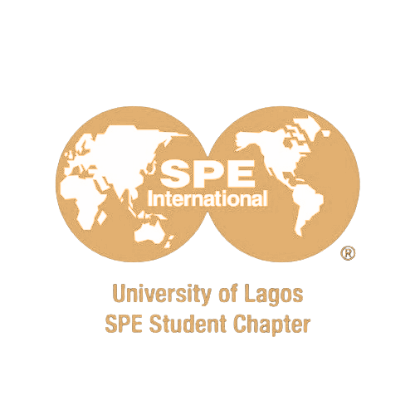 SPE
International
®
University of Lagos
SPE Student Chapter